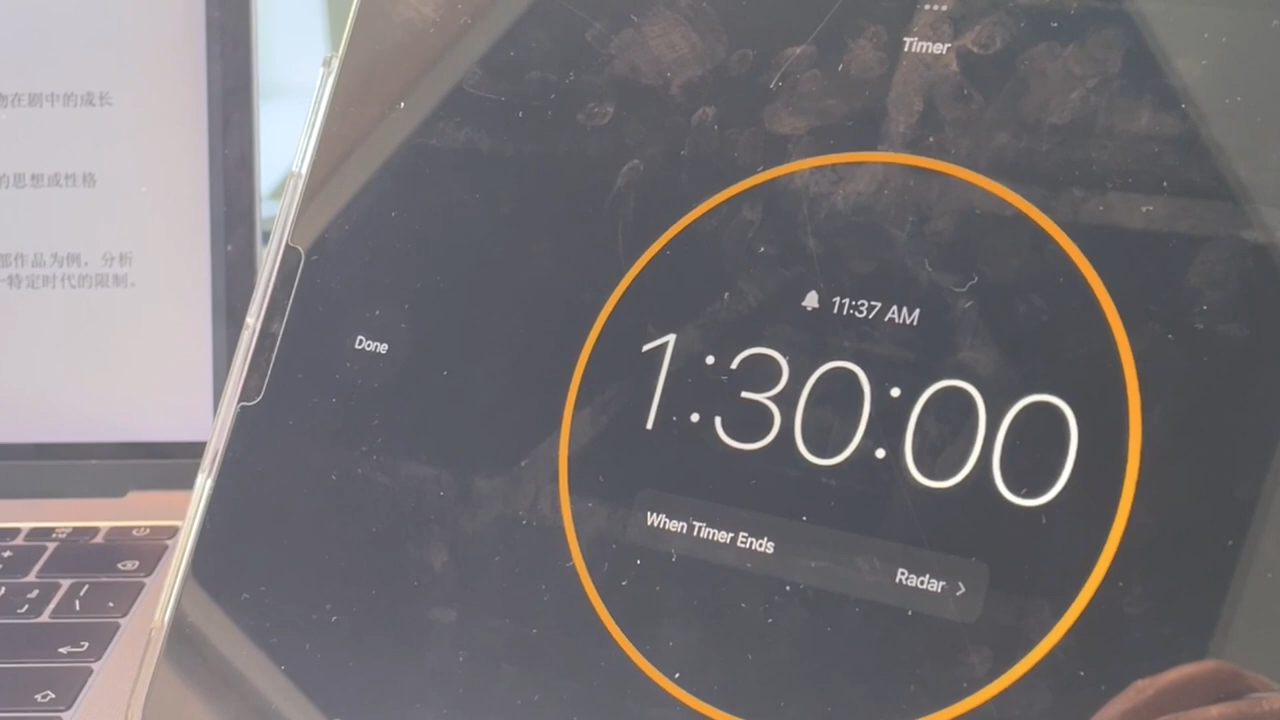 物在剧中的成长
的思想或性格
部作品为例，分析
特定时代的限制。
Timer
11:37 AM
1:30:00
Done
When Timer Ends
Radar